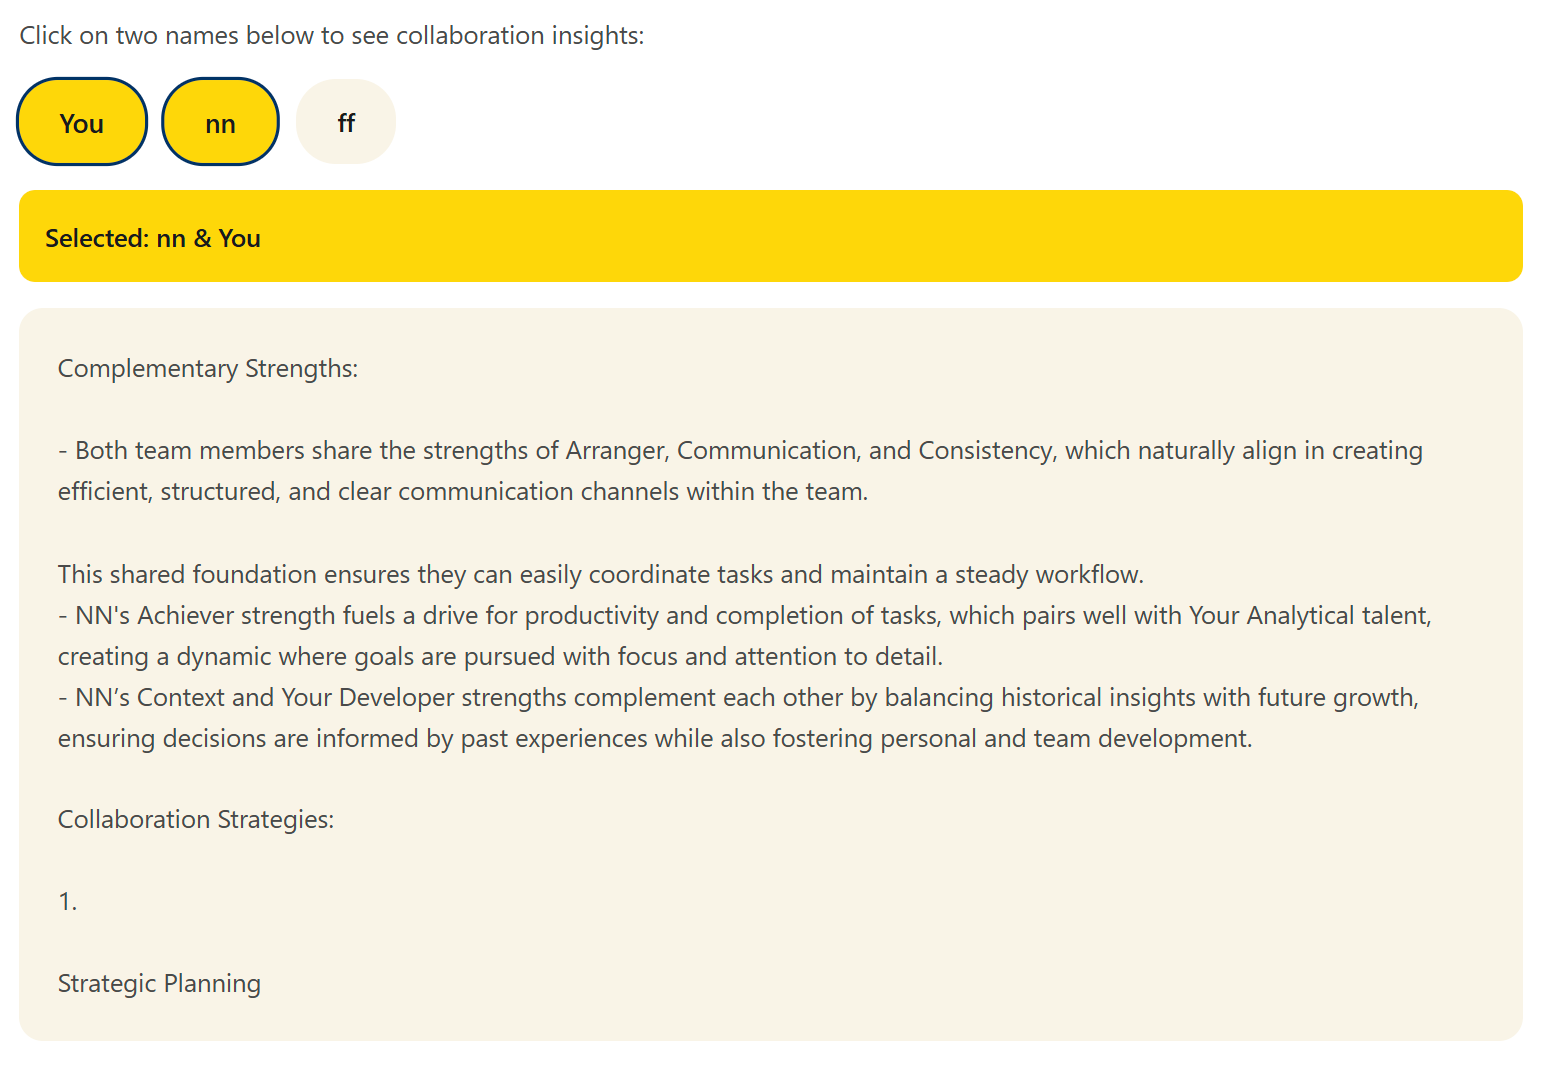 Click on two names below to see collaboration insights:
You
nn
ff
Selected: nn & You
Complementary Strengths:
- Both team members share the strengths of Arranger, Communication, and Consistency, which naturally align in creating
efficient, structured, and clear communication channels within the team.
This shared foundation ensures they can easily coordinate tasks and maintain a steady workflow.
- NN's Achiever strength fuels a drive for productivity and completion of tasks, which pairs well with Your Analytical talent,
creating a dynamic where goals are pursued with focus and attention to detail.
- NN’s Context and Your Developer strengths complement each other by balancing historical insights with future growth,
ensuring decisions are informed by past experiences while also fostering personal and team development.
Collaboration Strategies:
1.
Strategic Planning